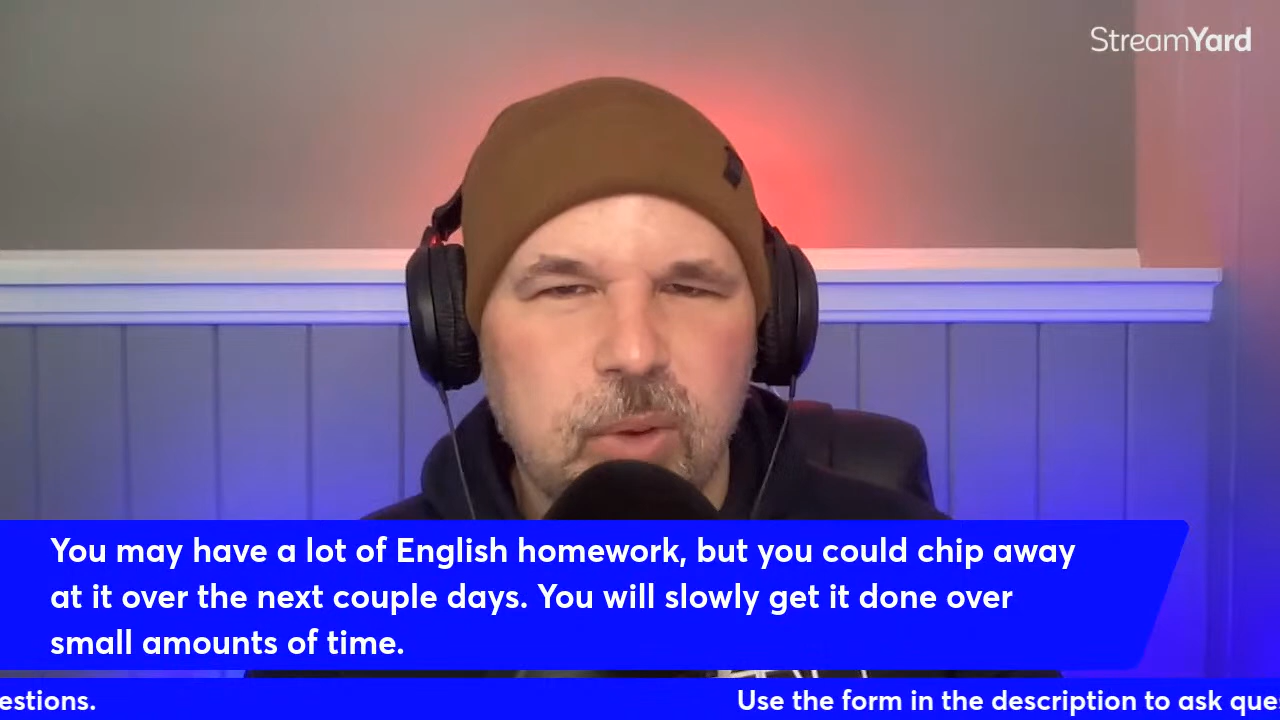 StreamYard
You may have a lot of English homework, but you could chip away
at it over the next couple days. You will slowly get it done over
small amounts of time.
estions.
Use the form in the description to ask que